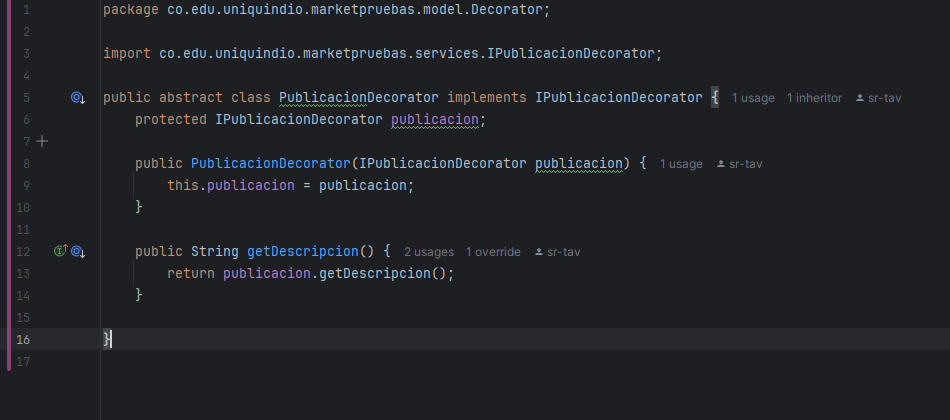 1 package co.edu.uniquindio.marketpruebas.model.Decorator;
2
3 import co.edu.uniquindio.marketpruebas.services.IPublicacionDecorator;
4
5 public abstract class PublicacionDecorator implements IPublicacionDecorator { 1 usage 1 inheritor sr-tav
6 protected IPublicacionDecorator publicacion;
7
8 public PublicacionDecorator(IPublicacionDecorator publicacion) { 1 usage sr-tav
9 this.publicacion = publicacion;
10 }
11
12 public String getDescripcion() { 2 usages 1 override sr-tav
13 return publicacion.getDescripcion();
14 }
15
16 }
17